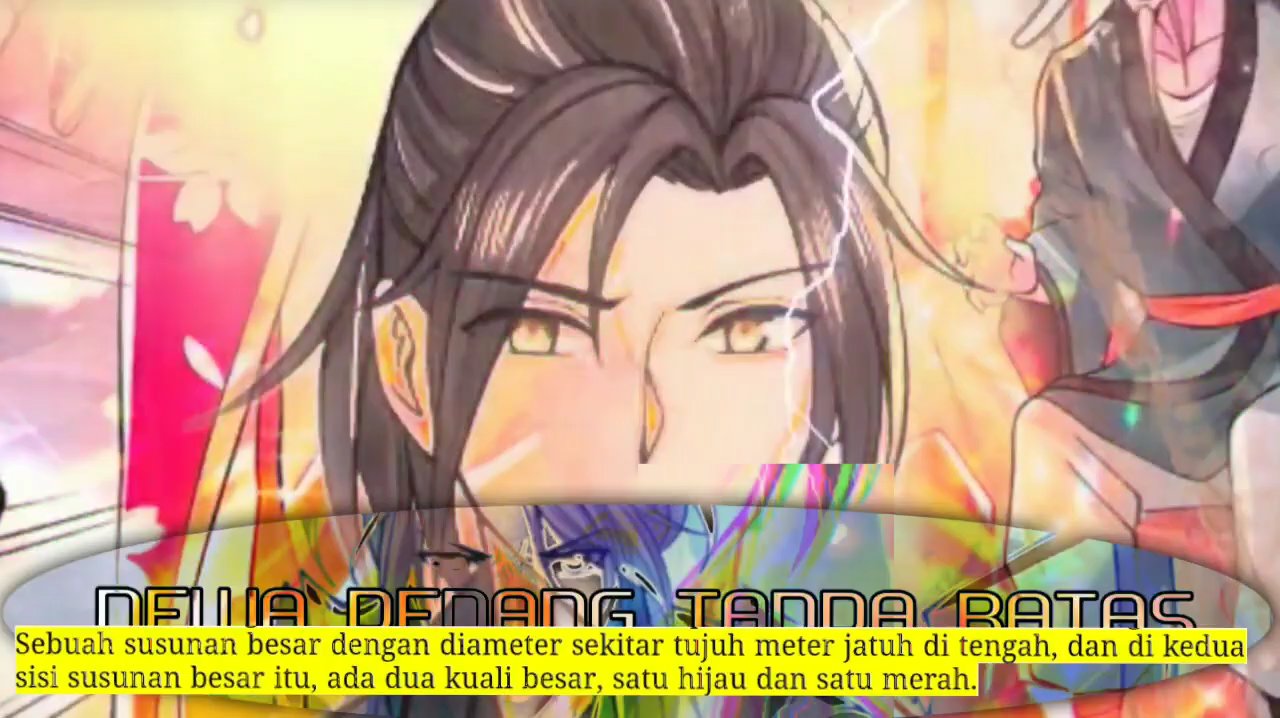 DEWA PEDANG TANPA BATAS
Sebuah susunan besar dengan diameter sekitar tujuh meter jatuh di tengah, dan di kedua
sisi susunan besar itu, ada dua kuali besar, satu hijau dan satu merah.